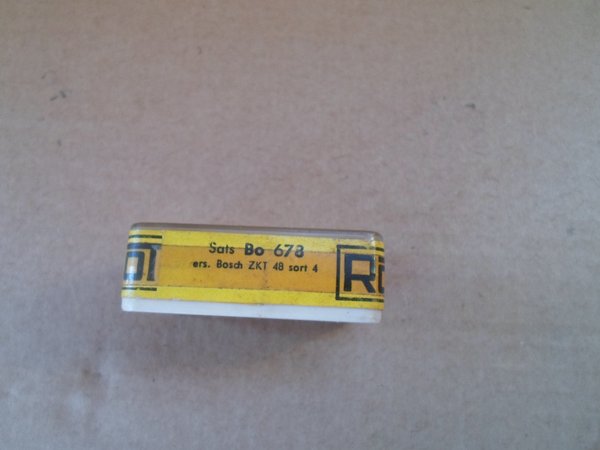 Sats Bo 678
ers. Bosch ZKT 48 sort 4